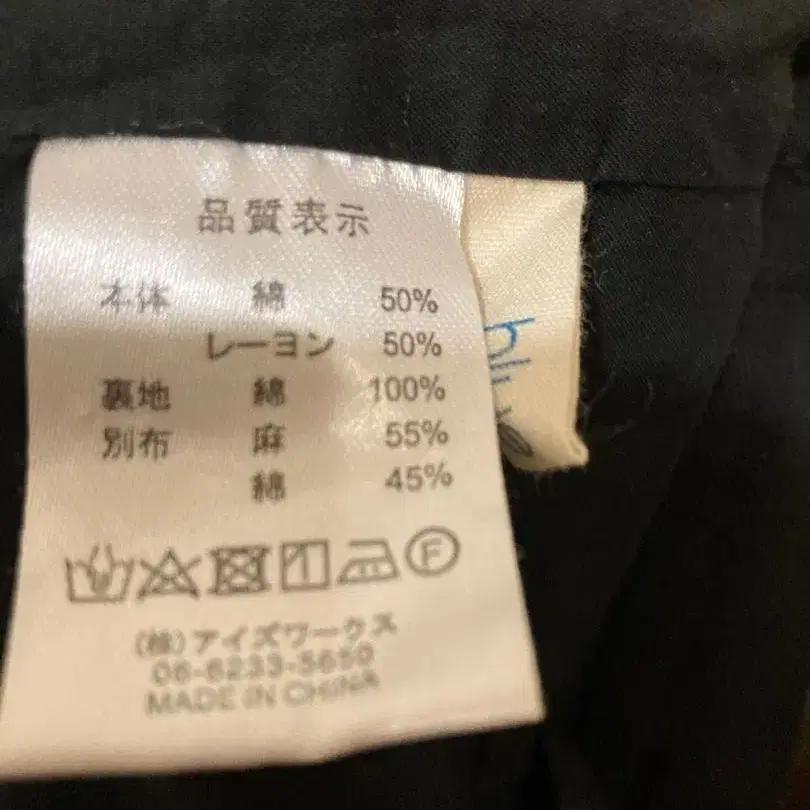 品質表示
本体 綿 50%
レーヨン 50%
裏地 綿 100%
別布 麻 55%
綿 45%
F
(株)アイズワークス
06-6233-5650
MADE IN CHINA